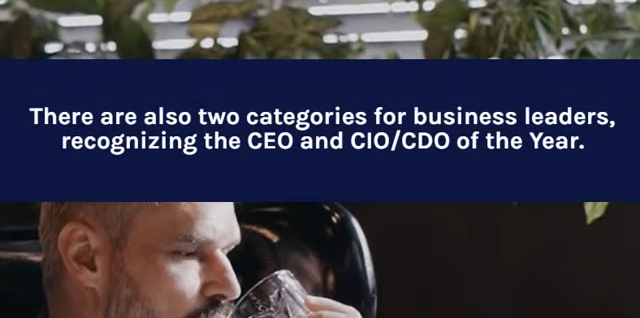 There are also two categories for business leaders,
recognizing the CEO and CIO/CDO of the Year.